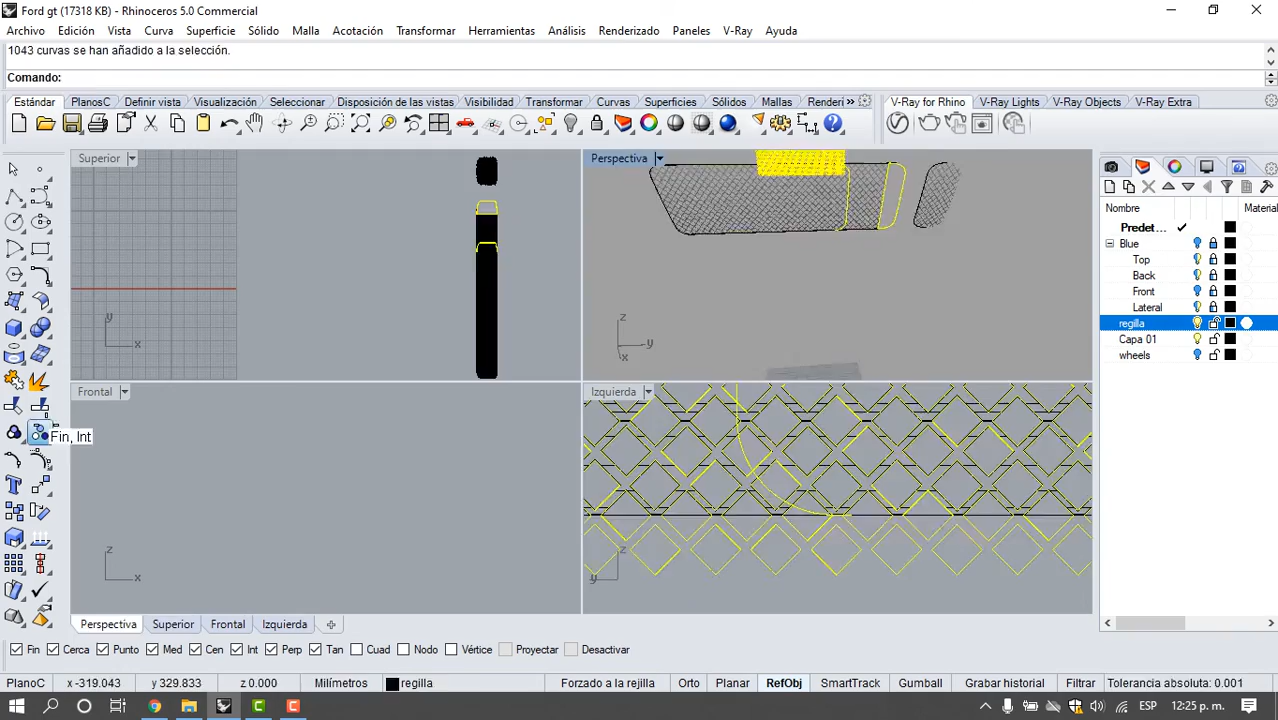 Ford gt (17318 KB) - Rhinoceros 5.0 Commercial
Archivo Edición Vista Curva Superficie Sólido Malla Acotación Transformar Herramientas Análisis Renderizado Paneles V-Ray Ayuda
1043 curvas se han añadido a la selección.
Comando:
Estándar PlanosC Definir vista Visualización Seleccionar Disposición de las vistas Visibilidad Transformar Curvas Superficies Sólidos Mallas Renderi » V-Ray for Rhino V-Ray Lights V-Ray Objects V-Ray Extra
Superior
y
x
Perspectiva
z
y
x
Frontal
z
x
Izquierda
z
y
Fin, Int
Nombre Material
Predet...
Blue
Top
Back
Front
Lateral
regilla
Capa 01
wheels
Perspectiva Superior Frontal Izquierda
Fin Cerca Punto Med Cen Int Perp Tan Cuad Nodo Vértice Proyectar Desactivar
PlanoC x -319.043 y 329.833 z 0.000 Milímetros regilla Forzado a la rejilla Orto Planar RefObj SmartTrack Gumball Grabar historial Filtrar Tolerancia absoluta: 0.001
ESP 12:25 p. m.